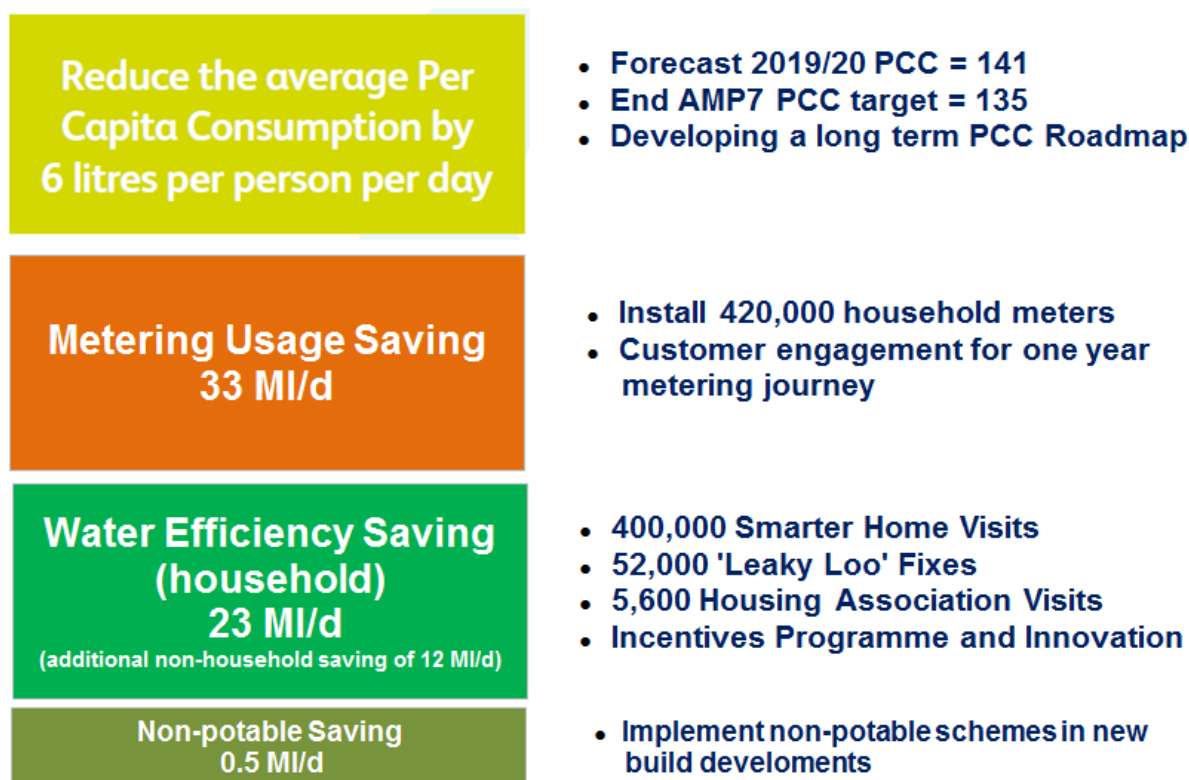 Reduce the average Per
Capita Consumption by
6 litres per person per day
• Forecast 2019/20 PCC = 141
• End AMP7 PCC target = 135
• Developing a long term PCC Roadmap
Metering Usage Saving
33 Ml/d
• Install 420,000 household meters
• Customer engagement for one year
metering journey
Water Efficiency Saving
(household)
23 Ml/d
(additional non-household saving of 12 Ml/d)
• 400,000 Smarter Home Visits
• 52,000 'Leaky Loo' Fixes
• 5,600 Housing Association Visits
• Incentives Programme and Innovation
Non-potable Saving
0.5 Ml/d
• Implement non-potable schemes in new
build develoments